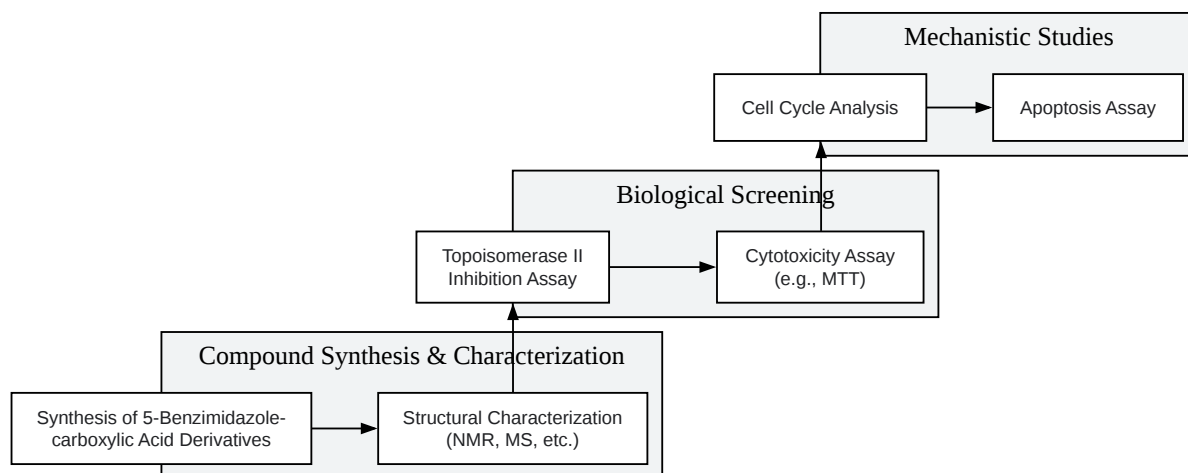 Mechanistic Studies
Cell Cycle Analysis
Apoptosis Assay
Biological Screening
Topoisomerase II
Inhibition Assay
Cytotoxicity Assay
(e.g., MTT)
Compound Synthesis & Characterization
Synthesis of 5-Benzimidazole-
carboxylic Acid Derivatives
Structural Characterization
(NMR, MS, etc.)